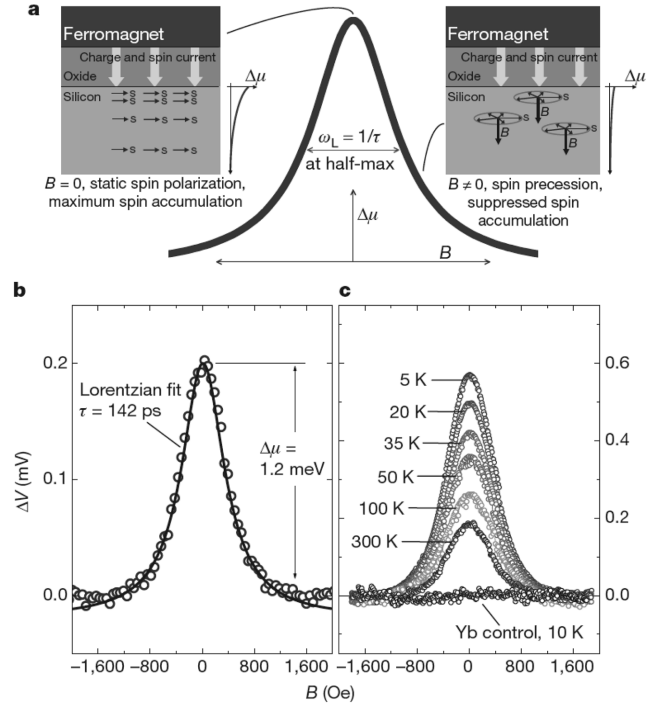 a
Ferromagnet
Charge and spin current
Oxide
Silicon
s s s
s s s
s s s
s s s
Δμ
B = 0, static spin polarization,
maximum spin accumulation
ω_L = 1/τ
at half-max
Δμ
B
Ferromagnet
Charge and spin current
Oxide
Silicon
Δμ
s
s
s
B
B
B
B ≠ 0, spin precession,
suppressed spin
accumulation
b
ΔV (mV)
0.2
0.1
0.0
Lorentzian fit
τ = 142 ps
Δμ =
1.2 meV
−1,600 −800 0 800
c
5 K
20 K
35 K
50 K
100 K
300 K
Yb control, 10 K
0.6
0.4
0.2
0.0
−1,600 −800 0 800 1,600
B (Oe)